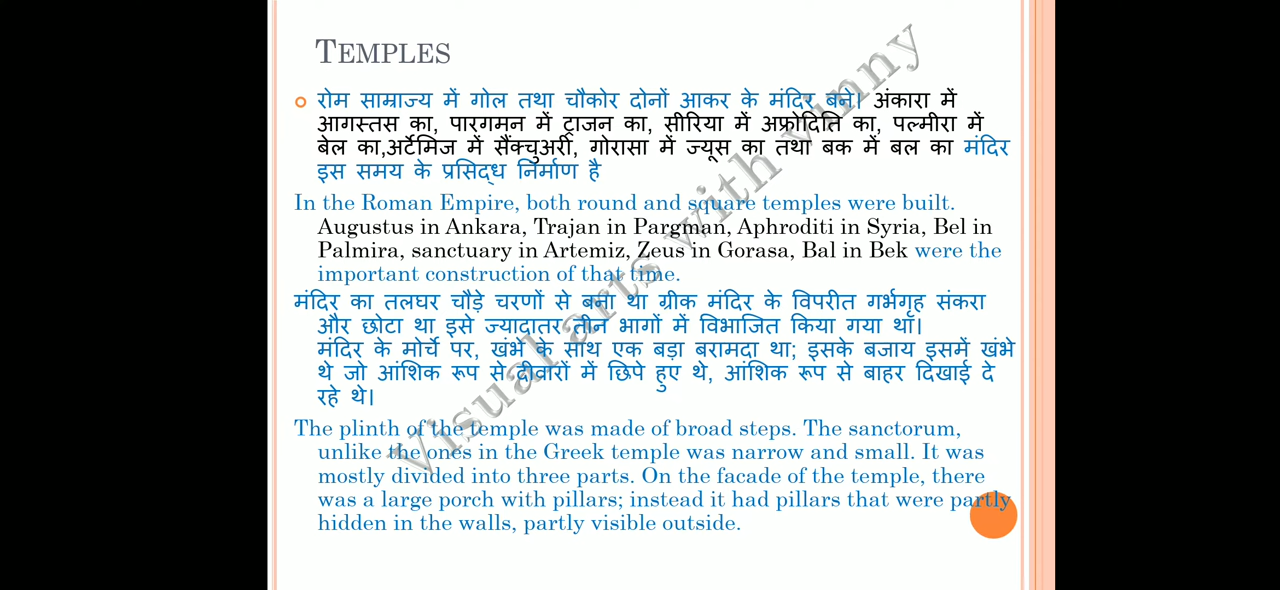 TEMPLES
रोम साम्राज्य में गोल तथा चौकोर दोनों आकर के मंदिर बने। अंकारा में
आगस्तस का, पारगमन में ट्राजन का, सीरिया में अफ्रोदिति का, पल्मीरा में
बेल का,अर्टेमिज में सैंक्चुअरी, गोरासा में ज्यूस का तथा बक में बल का मंदिर
इस समय के प्रसिद्ध निर्माण है
In the Roman Empire, both round and square temples were built.
Augustus in Ankara, Trajan in Pargman, Aphroditi in Syria, Bel in
Palmira, sanctuary in Artemiz, Zeus in Gorasa, Bal in Bek were the
important construction of that time.
मंदिर का तलघर चौड़े चरणों से बना था ग्रीक मंदिर के विपरीत गर्भगृह संकरा
और छोटा था इसे ज्यादातर तीन भागों में विभाजित किया गया था।
मंदिर के मोर्चे पर, खंभे के साथ एक बड़ा बरामदा था; इसके बजाय इसमें खंभे
थे जो आंशिक रूप से दीवारों में छिपे हुए थे, आंशिक रूप से बाहर दिखाई दे
रहे थे।
The plinth of the temple was made of broad steps. The sanctorum,
unlike the ones in the Greek temple was narrow and small. It was
mostly divided into three parts. On the facade of the temple, there
was a large porch with pillars; instead it had pillars that were partly
hidden in the walls, partly visible outside.
Visual arts with vinny